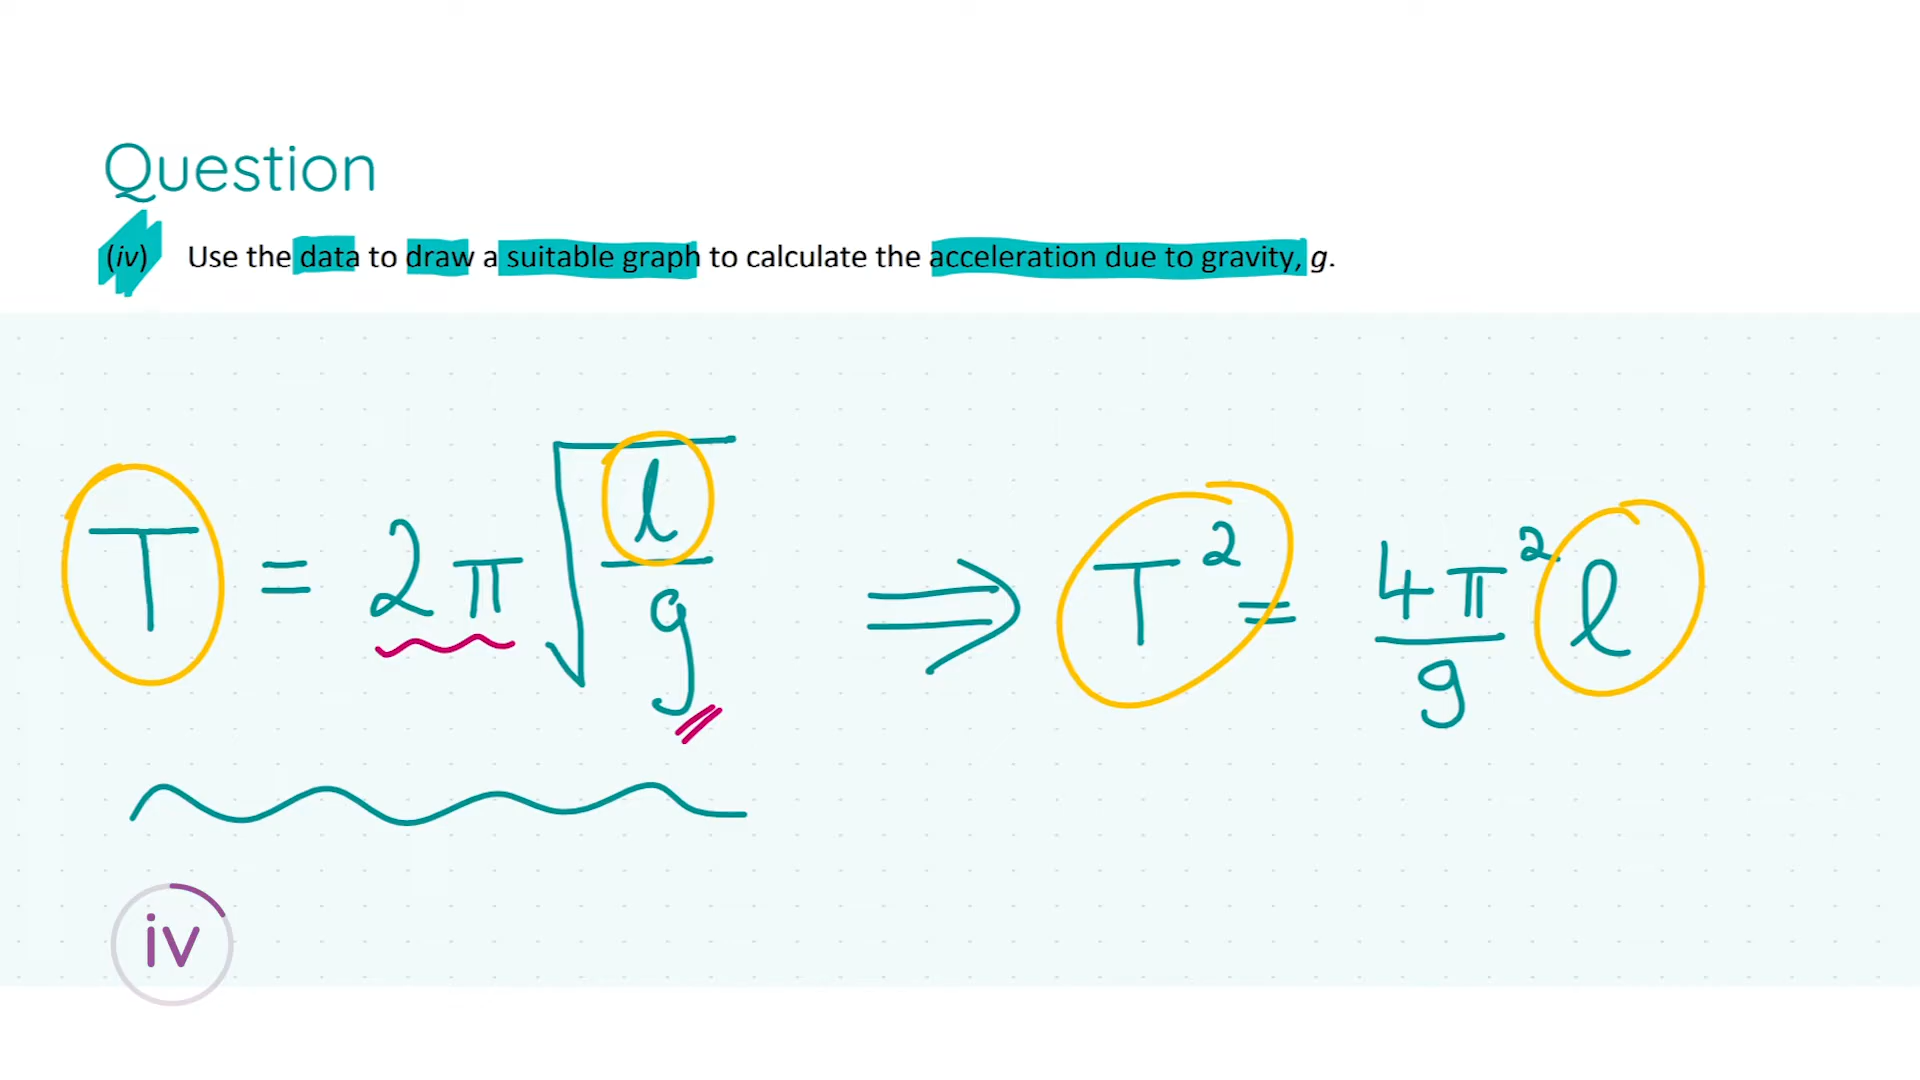 Question
(iv) Use the data to draw a suitable graph to calculate the acceleration due to gravity, g.
T = 2π√(l/g) ⟹ T² = 4π²/g l
iv